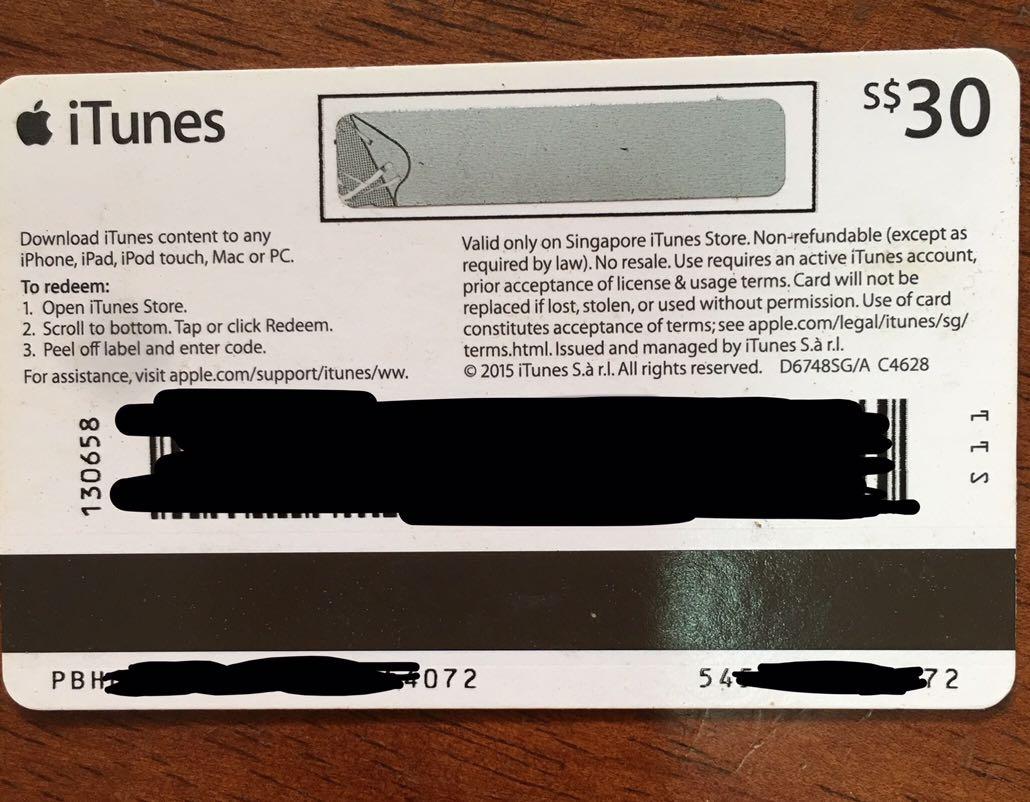 iTunes
S$30
Download iTunes content to any
iPhone, iPad, iPod touch, Mac or PC.
To redeem:
1. Open iTunes Store.
2. Scroll to bottom. Tap or click Redeem.
3. Peel off label and enter code.
For assistance, visit apple.com/support/itunes/ww.
Valid only on Singapore iTunes Store. Non-refundable (except as
required by law). No resale. Use requires an active iTunes account,
prior acceptance of license & usage terms. Card will not be
replaced if lost, stolen, or used without permission. Use of card
constitutes acceptance of terms; see apple.com/legal/itunes/sg/
terms.html. Issued and managed by iTunes S.à r.l.
© 2015 iTunes S.à r.l. All rights reserved. D6748SG/A C4628
130658
TTS
PBH 4072
54 72